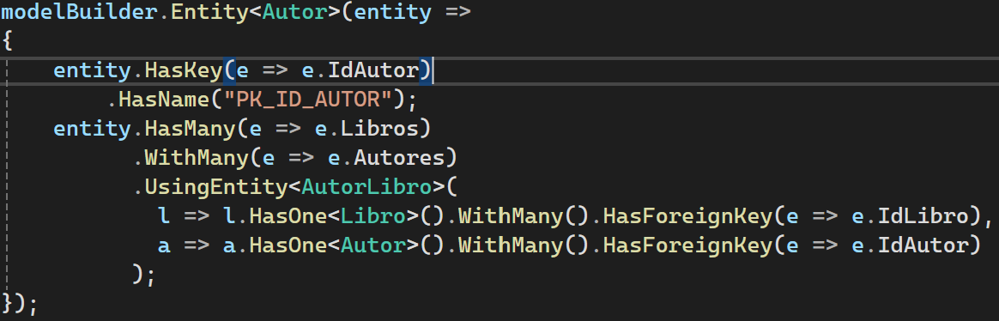 modelBuilder.Entity<Autor>(entity =>
{
entity.HasKey(e => e.IdAutor)
.HasName("PK_ID_AUTOR");
entity.HasMany(e => e.Libros)
.WithMany(e => e.Autores)
.UsingEntity<AutorLibro>(
l => l.HasOne<Libro>().WithMany().HasForeignKey(e => e.IdLibro),
a => a.HasOne<Autor>().WithMany().HasForeignKey(e => e.IdAutor)
);
});